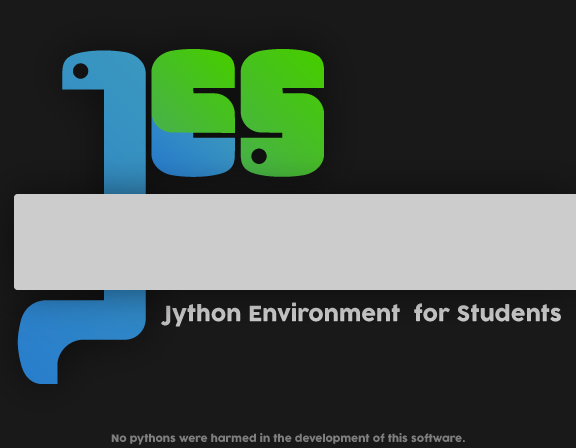 JES
Jython Environment for Students
No pythons were harmed in the development of this software.